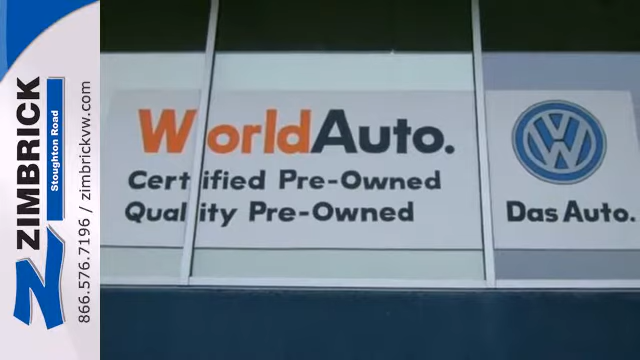 ZIMBRICK
Stoughton Road
866.576.7196 / zimbrickvw.com
WorldAuto.
Certified Pre-Owned
Quality Pre-Owned
Das Auto.